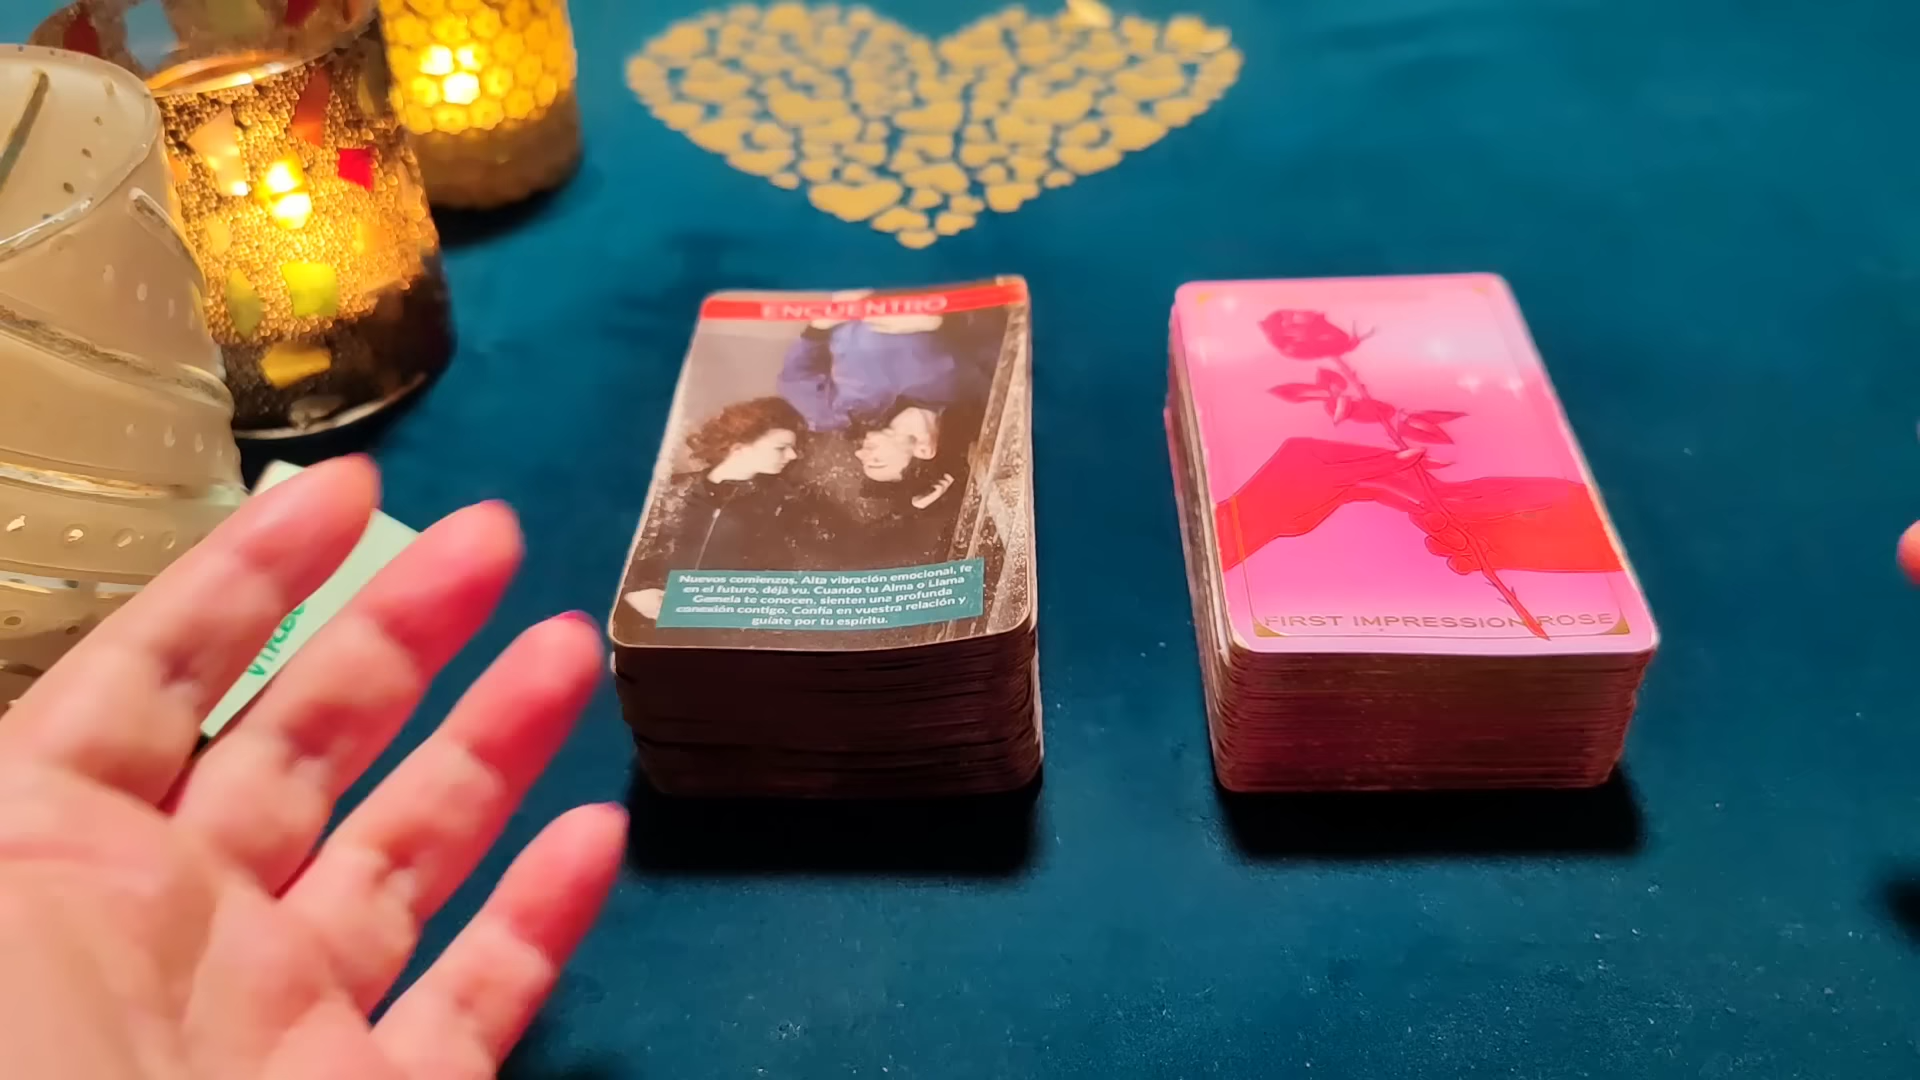 ENCUENTRO
Nuevos comienzos. Alta vibración emocional, fe
en el futuro, déjà vu. Cuando tu Alma o Llama
Gemela te conocen, sienten una profunda
conexión contigo. Confía en vuestra relación y
guíate por tu espíritu.
FIRST IMPRESSION ROSE